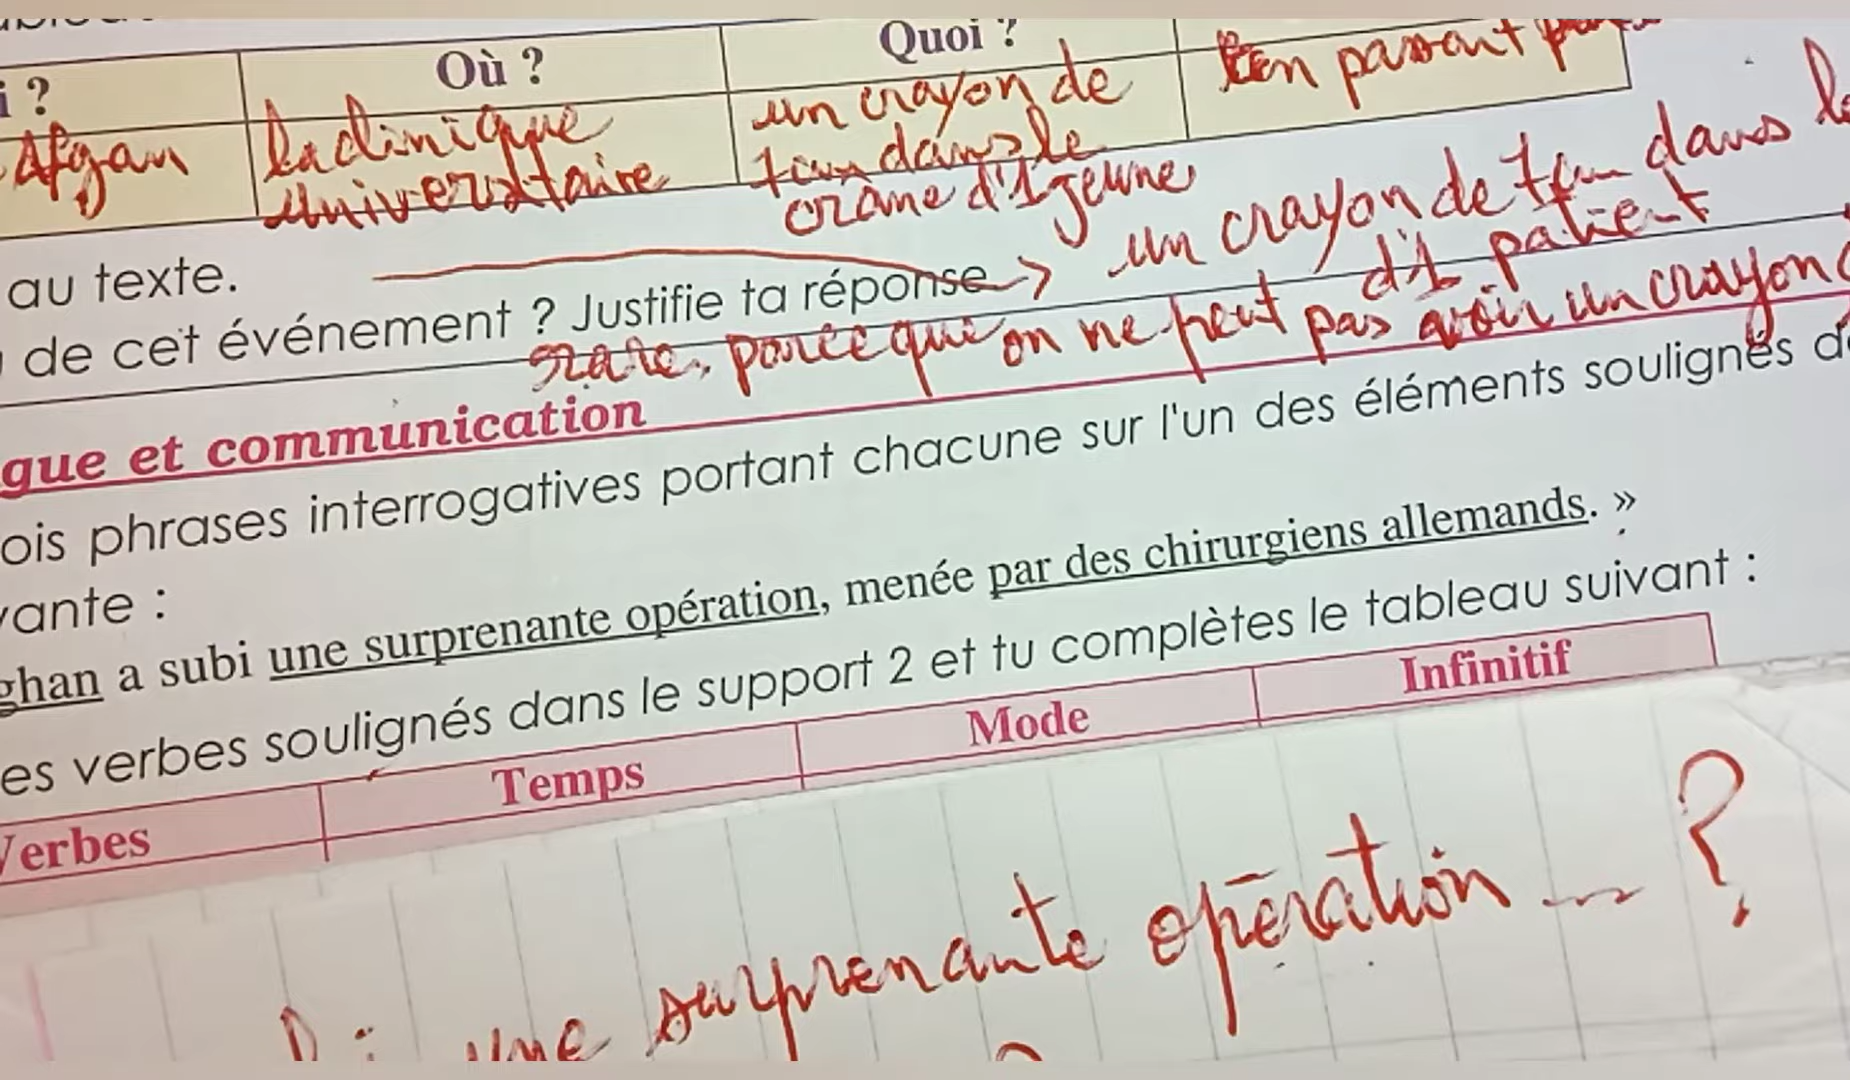 ? Où ? Quoi ?
Afgan la clinique universitaire un crayon de dans le crane d'1 jeune en passant
au texte. un crayon de dans
d'1 patient
de cet événement ? Justifie ta réponse
rare, parce que on ne peut pas avoir un crayon
gue et communication
ois phrases interrogatives portant chacune sur l'un des éléments soulignés d
vante :
ghan a subi une surprenante opération, menée par des chirurgiens allemands. »
es verbes soulignés dans le support 2 et tu complètes le tableau suivant :
Verbes Temps Mode Infinitif
une surprenante opération ... ?